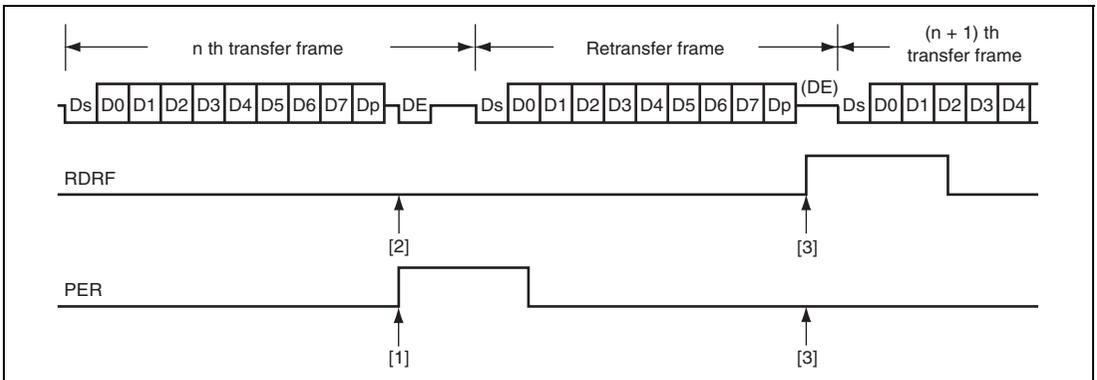 n th transfer frame Retransfer frame (n + 1) th
transfer frame
Ds D0 D1 D2 D3 D4 D5 D6 D7 Dp DE Ds D0 D1 D2 D3 D4 D5 D6 D7 Dp (DE) Ds D0 D1 D2 D3 D4
RDRF
[2] [3]
PER
[1] [3]